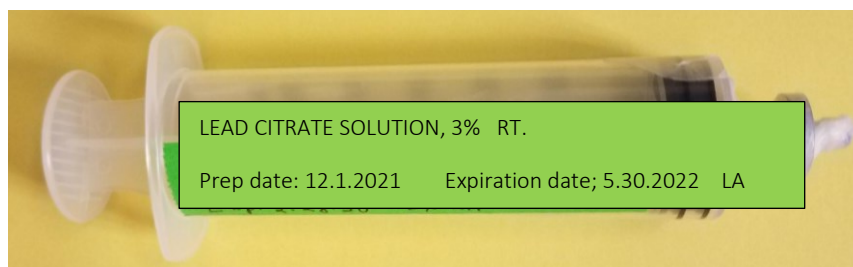 LEAD CITRATE SOLUTION, 3% RT.
Prep date: 12.1.2021 Expiration date; 5.30.2022 LA